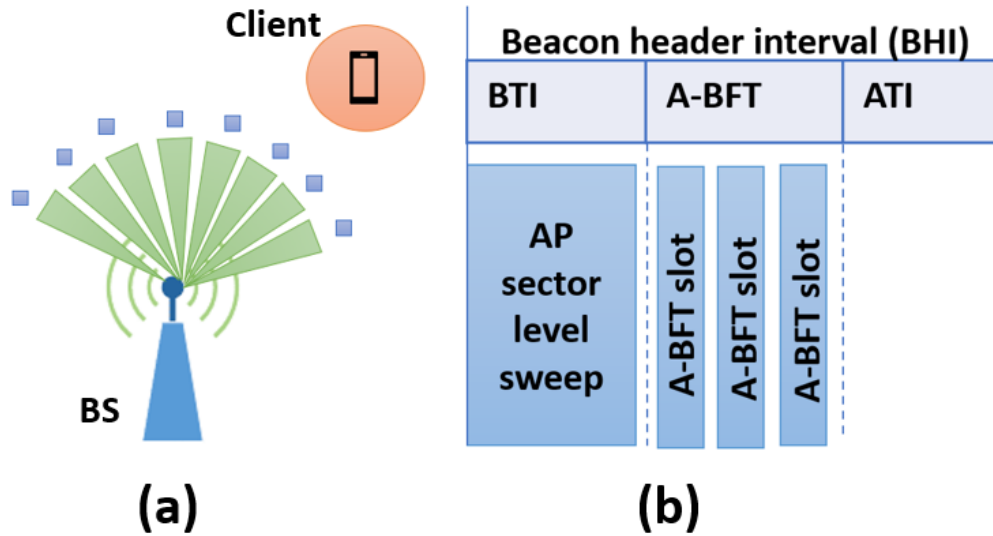 Client
BS
(a)
Beacon header interval (BHI)
BTI
A-BFT
ATI
AP
sector
level
sweep
A-BFT slot
A-BFT slot
A-BFT slot
(b)